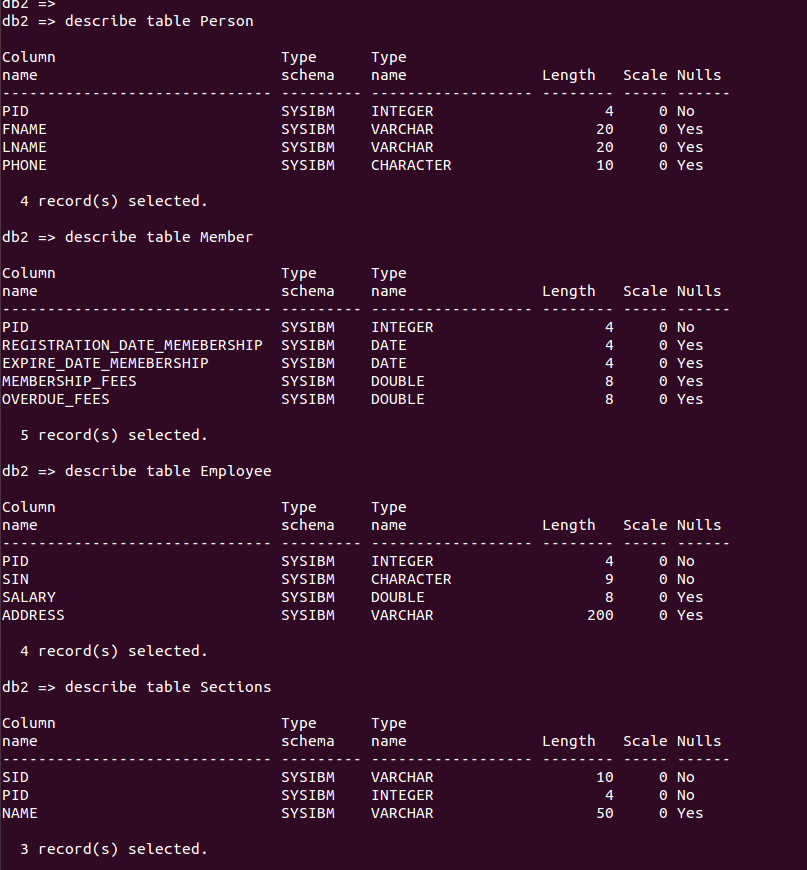 db2 =>
db2 => describe table Person
Column                         Type      Type
name                           schema    name               Length   Scale Nulls
------------------------------ --------- ------------------ -------- ----- ------
PID                            SYSIBM    INTEGER                   4     0 No
FNAME                          SYSIBM    VARCHAR                  20     0 Yes
LNAME                          SYSIBM    VARCHAR                  20     0 Yes
PHONE                          SYSIBM    CHARACTER                10     0 Yes
  4 record(s) selected.
db2 => describe table Member
Column                         Type      Type
name                           schema    name               Length   Scale Nulls
------------------------------ --------- ------------------ -------- ----- ------
PID                            SYSIBM    INTEGER                   4     0 No
REGISTRATION_DATE_MEMEBERSHIP  SYSIBM    DATE                      4     0 Yes
EXPIRE_DATE_MEMEBERSHIP        SYSIBM    DATE                      4     0 Yes
MEMBERSHIP_FEES                SYSIBM    DOUBLE                    8     0 Yes
OVERDUE_FEES                   SYSIBM    DOUBLE                    8     0 Yes
  5 record(s) selected.
db2 => describe table Employee
Column                         Type      Type
name                           schema    name               Length   Scale Nulls
------------------------------ --------- ------------------ -------- ----- ------
PID                            SYSIBM    INTEGER                   4     0 No
SIN                            SYSIBM    CHARACTER                 9     0 No
SALARY                         SYSIBM    DOUBLE                    8     0 Yes
ADDRESS                        SYSIBM    VARCHAR                 200     0 Yes
  4 record(s) selected.
db2 => describe table Sections
Column                         Type      Type
name                           schema    name               Length   Scale Nulls
------------------------------ --------- ------------------ -------- ----- ------
SID                            SYSIBM    VARCHAR                  10     0 No
PID                            SYSIBM    INTEGER                   4     0 No
NAME                           SYSIBM    VARCHAR                  50     0 Yes
  3 record(s) selected.